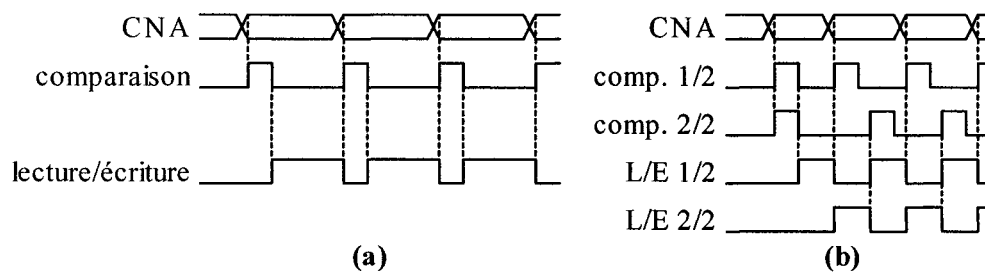 CNA
comparaison
lecture/écriture
(a)
CNA
comp. 1/2
comp. 2/2
L/E 1/2
L/E 2/2
(b)